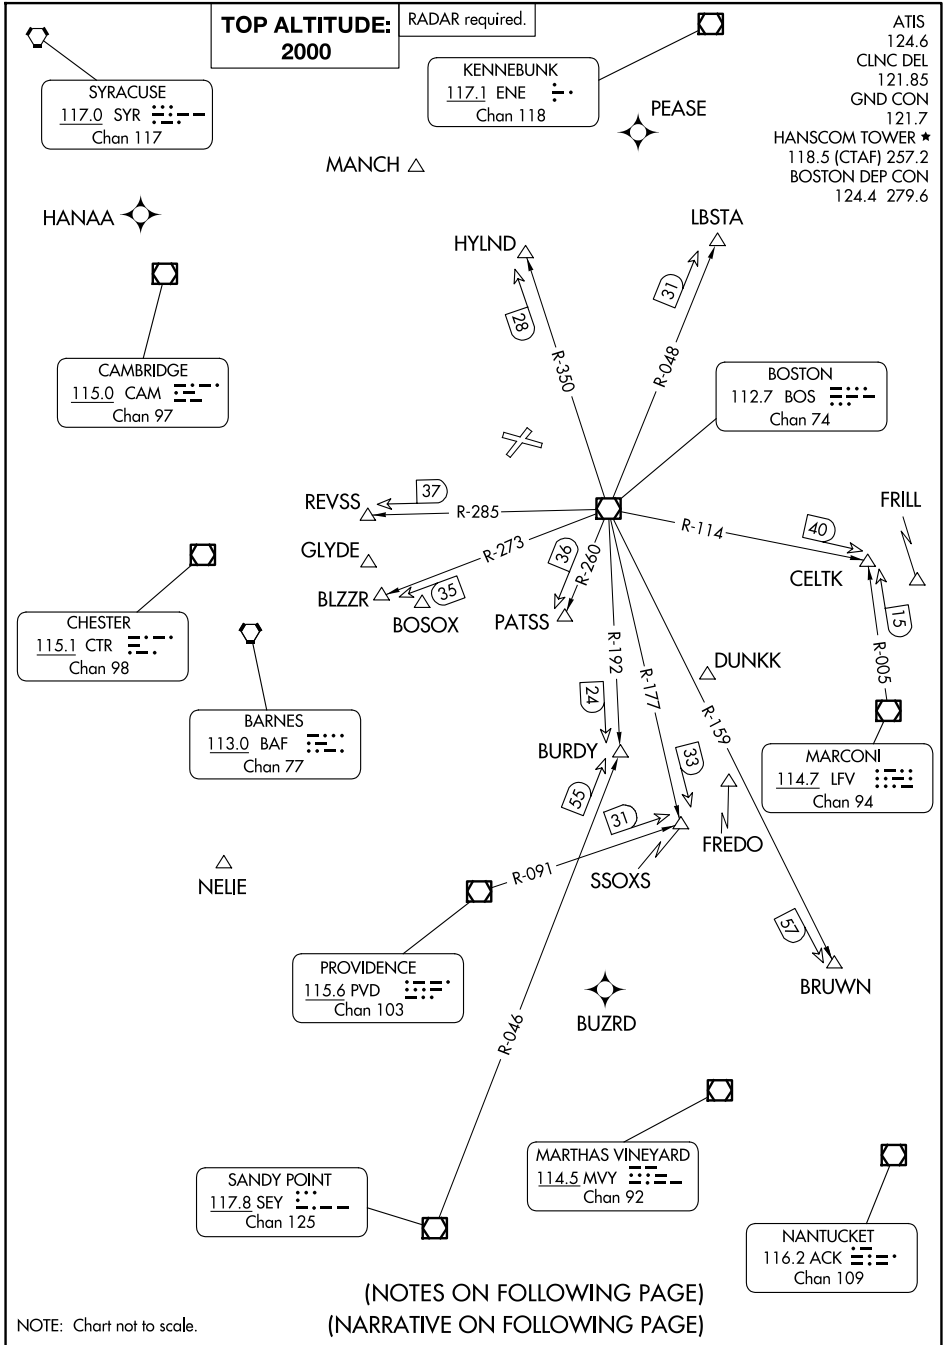 TOP ALTITUDE:
2000
RADAR required.
ATIS
124.6
CLNC DEL
121.85
GND CON
121.7
HANSCOM TOWER ★
118.5 (CTAF) 257.2
BOSTON DEP CON
124.4 279.6
SYRACUSE
117.0 SYR
Chan 117
KENNEBUNK
117.1 ENE
Chan 118
PEASE
MANCH
HANAA
HYLND
LBSTA
31
28
R-350
R-048
CAMBRIDGE
115.0 CAM
Chan 97
BOSTON
112.7 BOS
Chan 74
REVSS
37
R-285
GLYDE
R-273
BLZZR
35
BOSOX
36
R-260
PATSS
R-114
40
CELTK
FRILL
15
R-005
CHESTER
115.1 CTR
Chan 98
BARNES
113.0 BAF
Chan 77
R-192
R-177
DUNKK
R-159
24
BURDY
33
55
31
R-091
SSOXS
FREDO
MARCONI
114.7 LFV
Chan 94
NELIE
57
BRUWN
PROVIDENCE
115.6 PVD
Chan 103
BUZRD
R-046
SANDY POINT
117.8 SEY
Chan 125
MARTHAS VINEYARD
114.5 MVY
Chan 92
NANTUCKET
116.2 ACK
Chan 109
(NOTES ON FOLLOWING PAGE)
(NARRATIVE ON FOLLOWING PAGE)
NOTE: Chart not to scale.